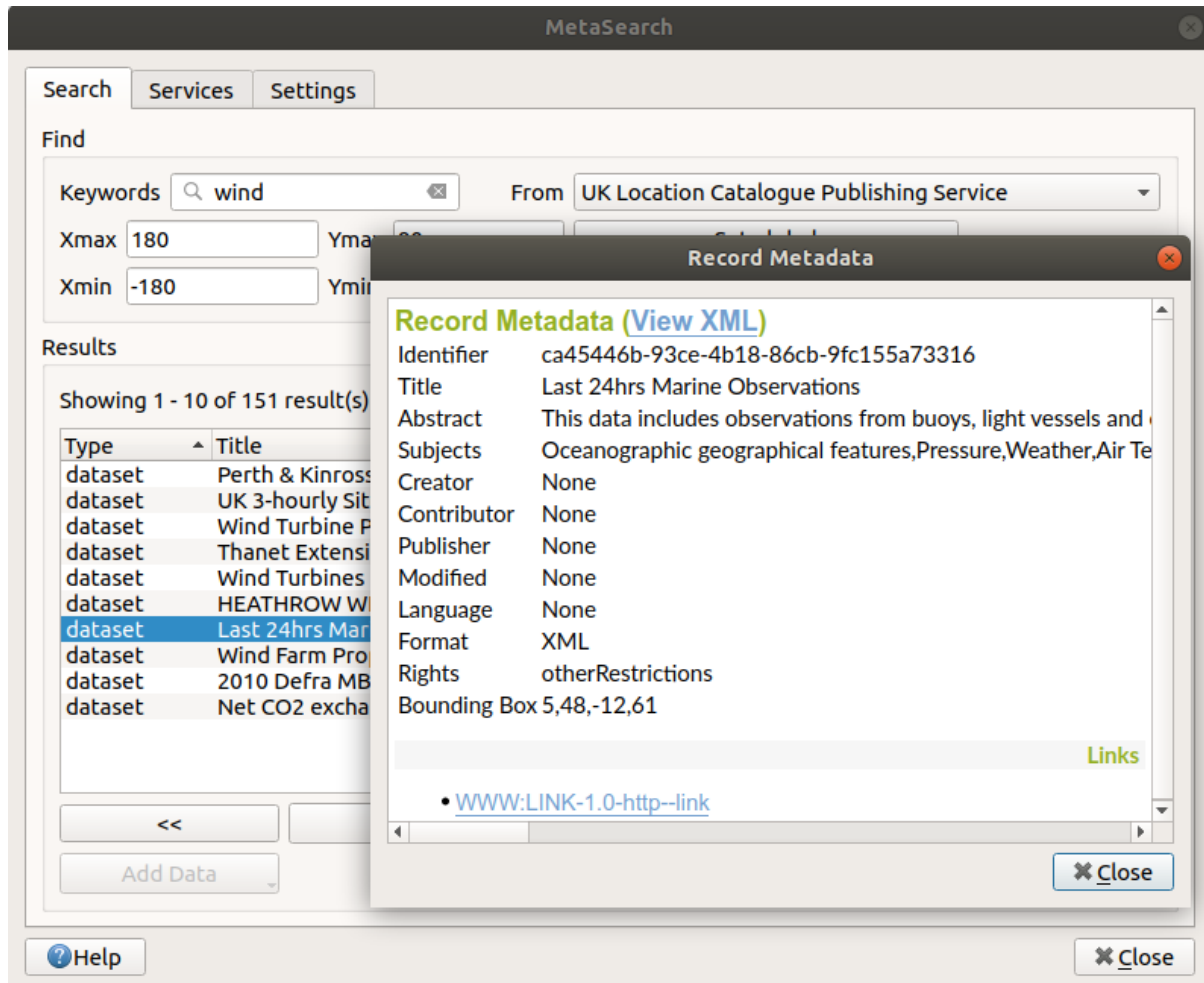 MetaSearch
Search Services Settings
Find
Keywords wind From UK Location Catalogue Publishing Service
Xmax 180
Xmin -180
Results
Showing 1 - 10 of 151 result(s)
Type Title
dataset Perth & Kinross
dataset UK 3-hourly Sit
dataset Wind Turbine P
dataset Thanet Extensi
dataset Wind Turbines
dataset HEATHROW WI
dataset Last 24hrs Mar
dataset Wind Farm Pro
dataset 2010 Defra MB
dataset Net CO2 excha
<<
Add Data
Help Close
Record Metadata
Record Metadata (View XML)
Identifier ca45446b-93ce-4b18-86cb-9fc155a73316
Title Last 24hrs Marine Observations
Abstract This data includes observations from buoys, light vessels and
Subjects Oceanographic geographical features,Pressure,Weather,Air Te
Creator None
Contributor None
Publisher None
Modified None
Language None
Format XML
Rights otherRestrictions
Bounding Box 5,48,-12,61
Links
• WWW:LINK-1.0-http--link
Close